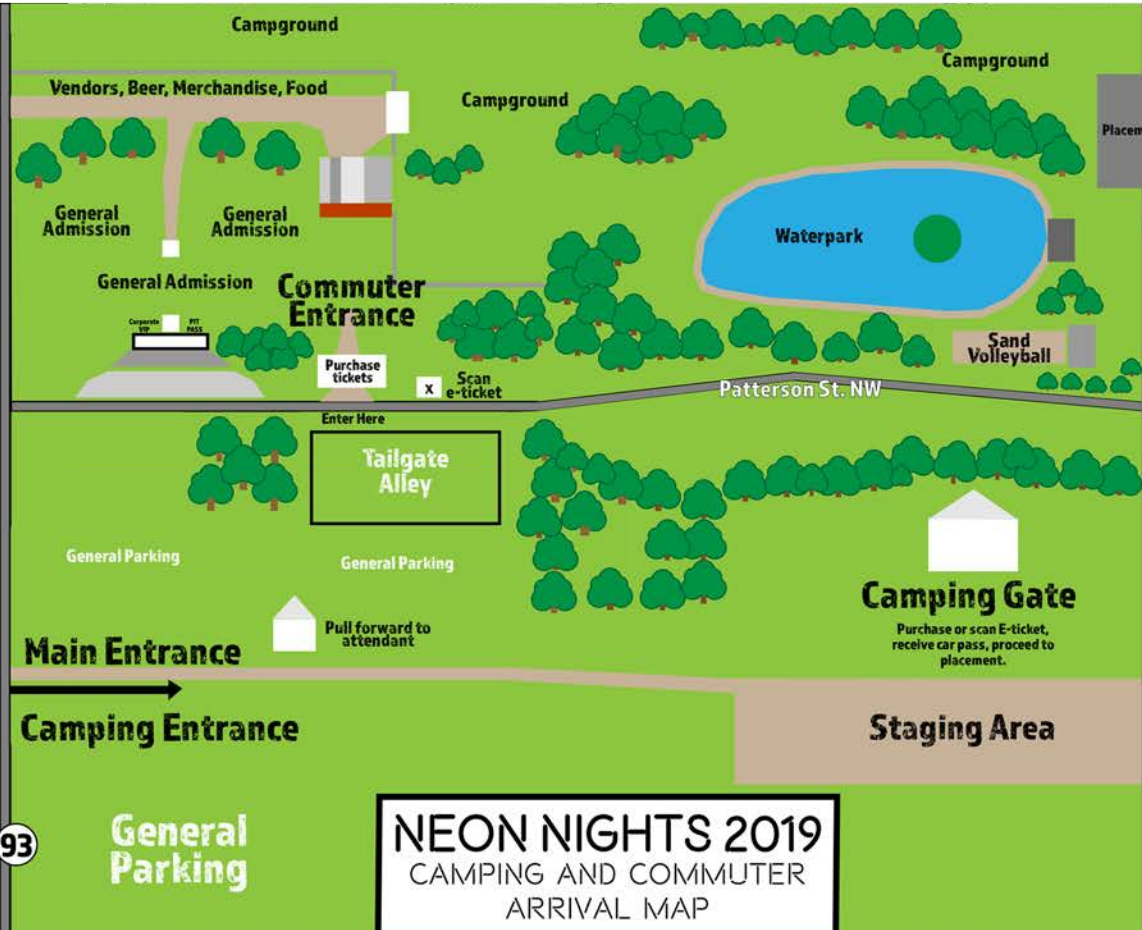 Campground
Campground
Vendors, Beer, Merchandise, Food
Campground
Placem
General
Admission
General
Admission
Waterpark
General Admission
Commuter
Entrance
Corporate
VIP
PIT
PASS
Sand
Volleyball
Purchase
tickets
x
Scan
e-ticket
Patterson St. NW
Enter Here
Tailgate
Alley
General Parking
General Parking
Camping Gate
Purchase or scan E-ticket,
receive car pass, proceed to
placement.
Pull forward to
attendant
Main Entrance
Camping Entrance
Staging Area
93
General
Parking
NEON NIGHTS 2019
CAMPING AND COMMUTER
ARRIVAL MAP